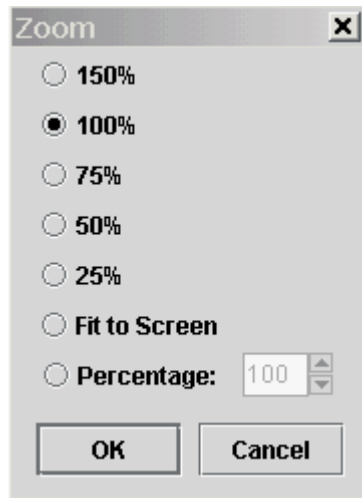 Zoom
150%
100%
75%
50%
25%
Fit to Screen
Percentage: 100
OK Cancel